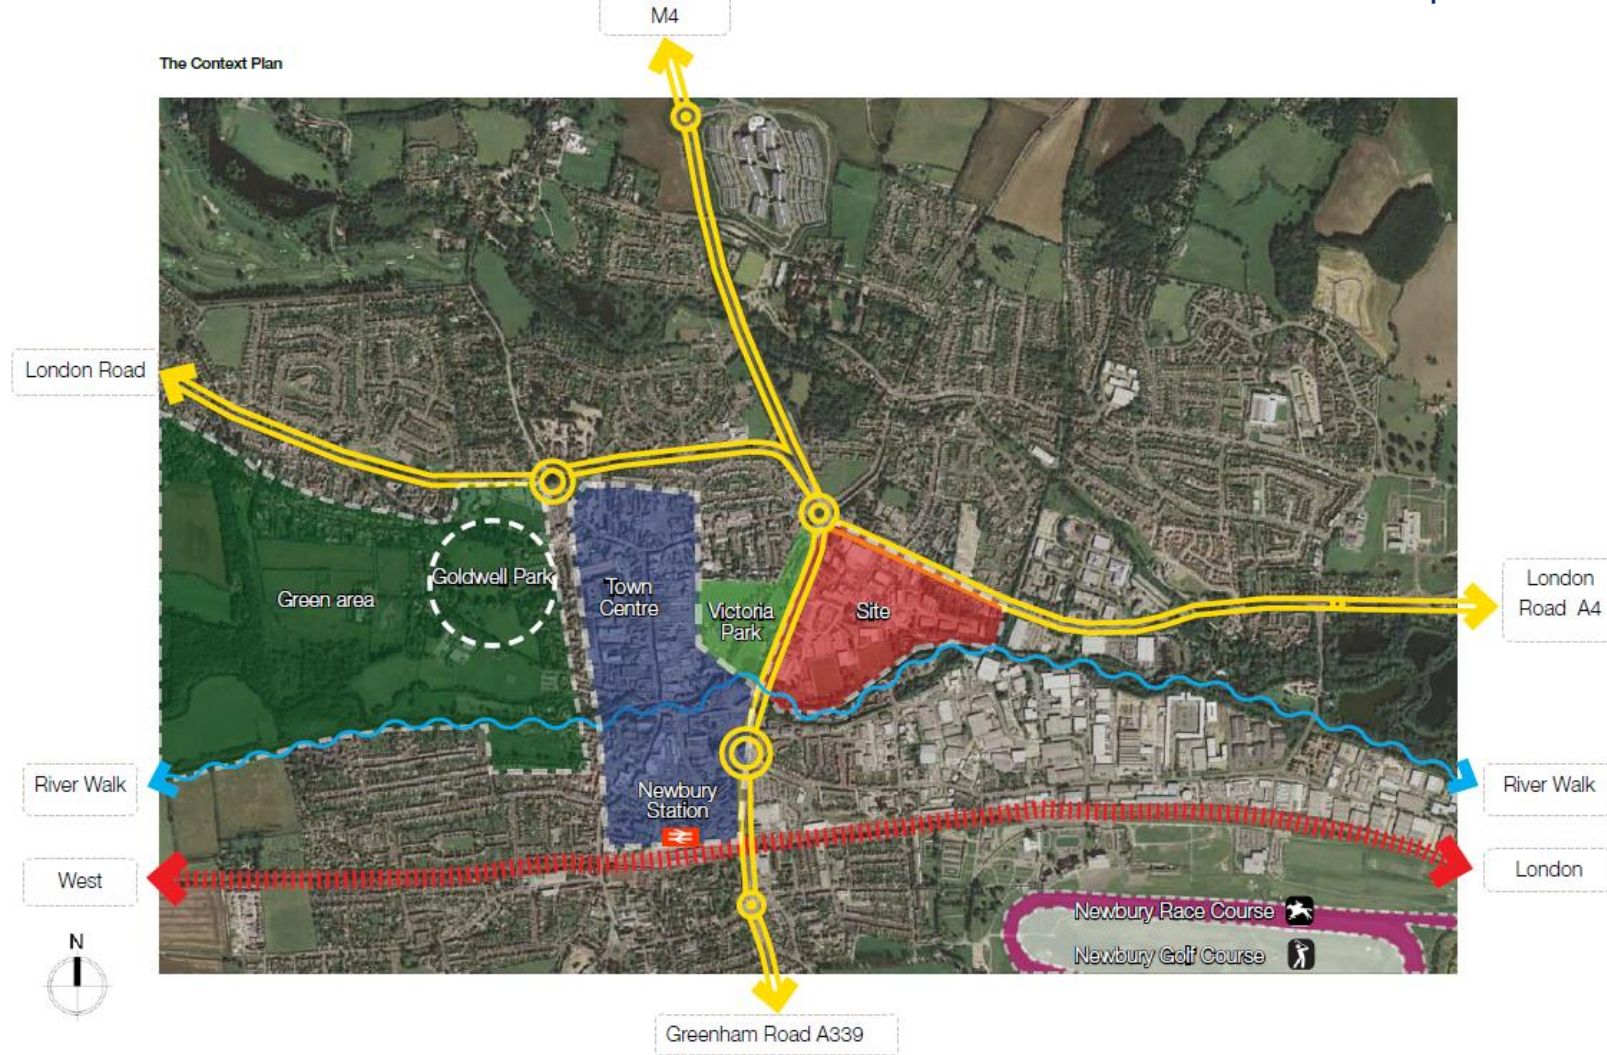 M4
The Context Plan
London Road
Goldwell Park
Green area
Town
Centre
Victoria
Park
Site
London
Road A4
River Walk
Newbury
Station
River Walk
West
London
Newbury Race Course
Newbury Golf Course
N
Greenham Road A339